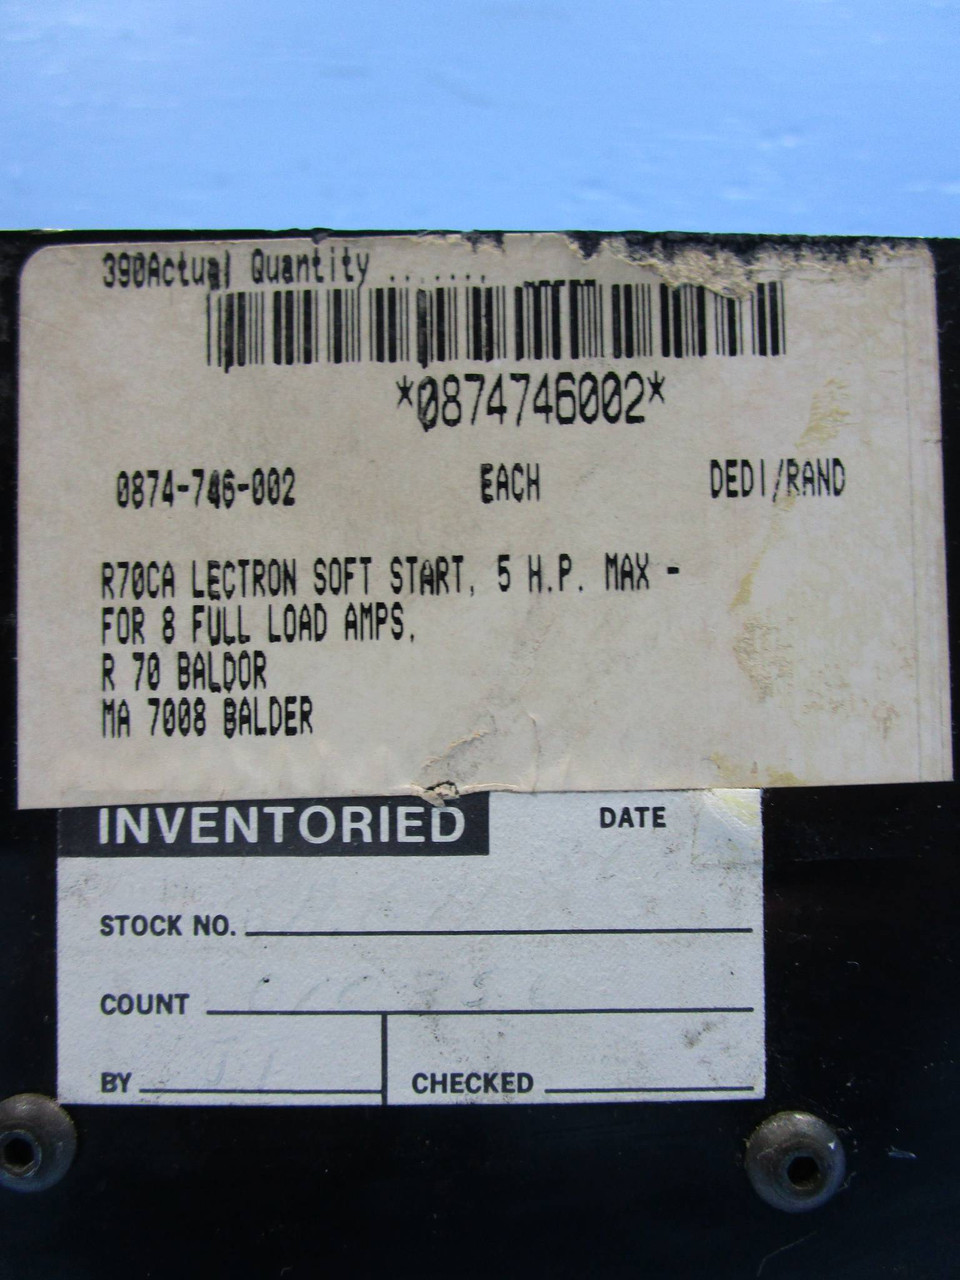 390Actual Quantity .......
*0874746002*
0874-746-002 EACH DEDI/RAND
R70CA LECTRON SOFT START, 5 H.P. MAX -
FOR 8 FULL LOAD AMPS.
R 70 BALDOR
MA 7008 BALDER
INVENTORIED DATE
STOCK NO.
COUNT
BY CHECKED